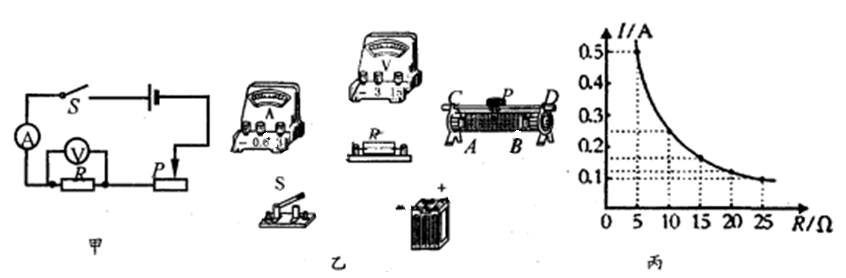 S
A
V
R
P
甲
A
- 0.6 3
V
- 3 15
R
S
- +
C P D
A B
乙
I/A
0.5
0.4
0.3
0.2
0.1
0 5 10 15 20 25 R/Ω
丙